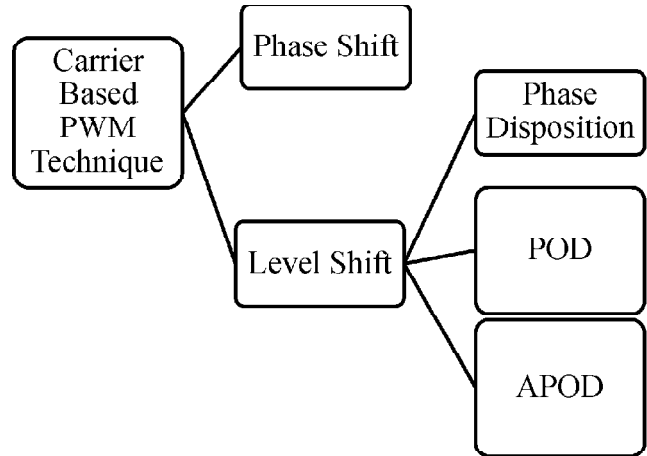 Carrier
Based
PWM
Technique
Phase Shift
Level Shift
Phase
Disposition
POD
APOD